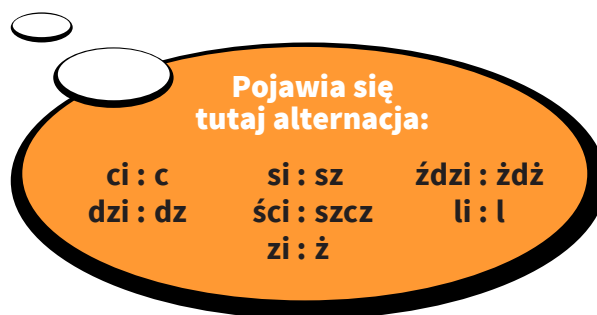 Pojawia się
tutaj alternacja:
ci : c si : sz ździ : żdż
dzi : dz ści : szcz li : l
zi : ż